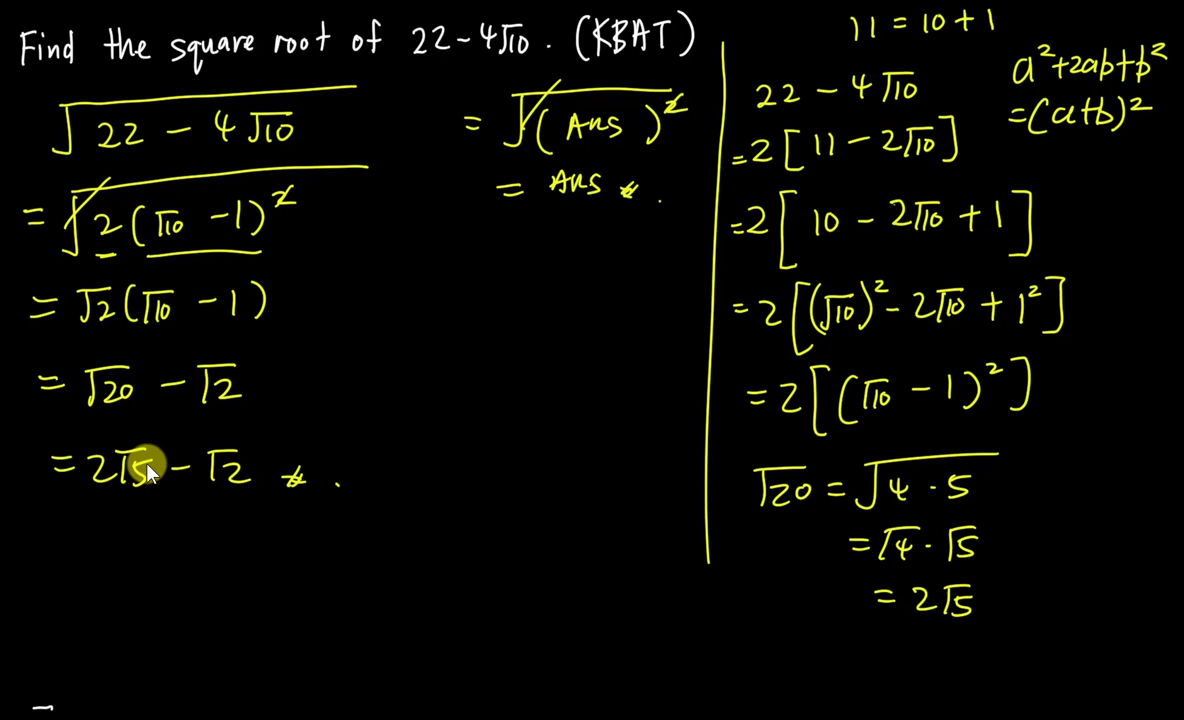 Find the square root of 22 - 4√10. (KBAT)
√(22 - 4√10)
= √(2(√10 - 1)²)
= √2(√10 - 1)
= √20 - √2
= 2√5 - √2
= √(Ans)²
= Ans
11 = 10 + 1
a² + 2ab + b²
= (a + b)²
22 - 4√10
= 2[11 - 2√10]
= 2[10 - 2√10 + 1]
= 2[(√10)² - 2√10 + 1²]
= 2[(√10 - 1)²]
√20 = √(4 · 5)
= √4 · √5
= 2√5